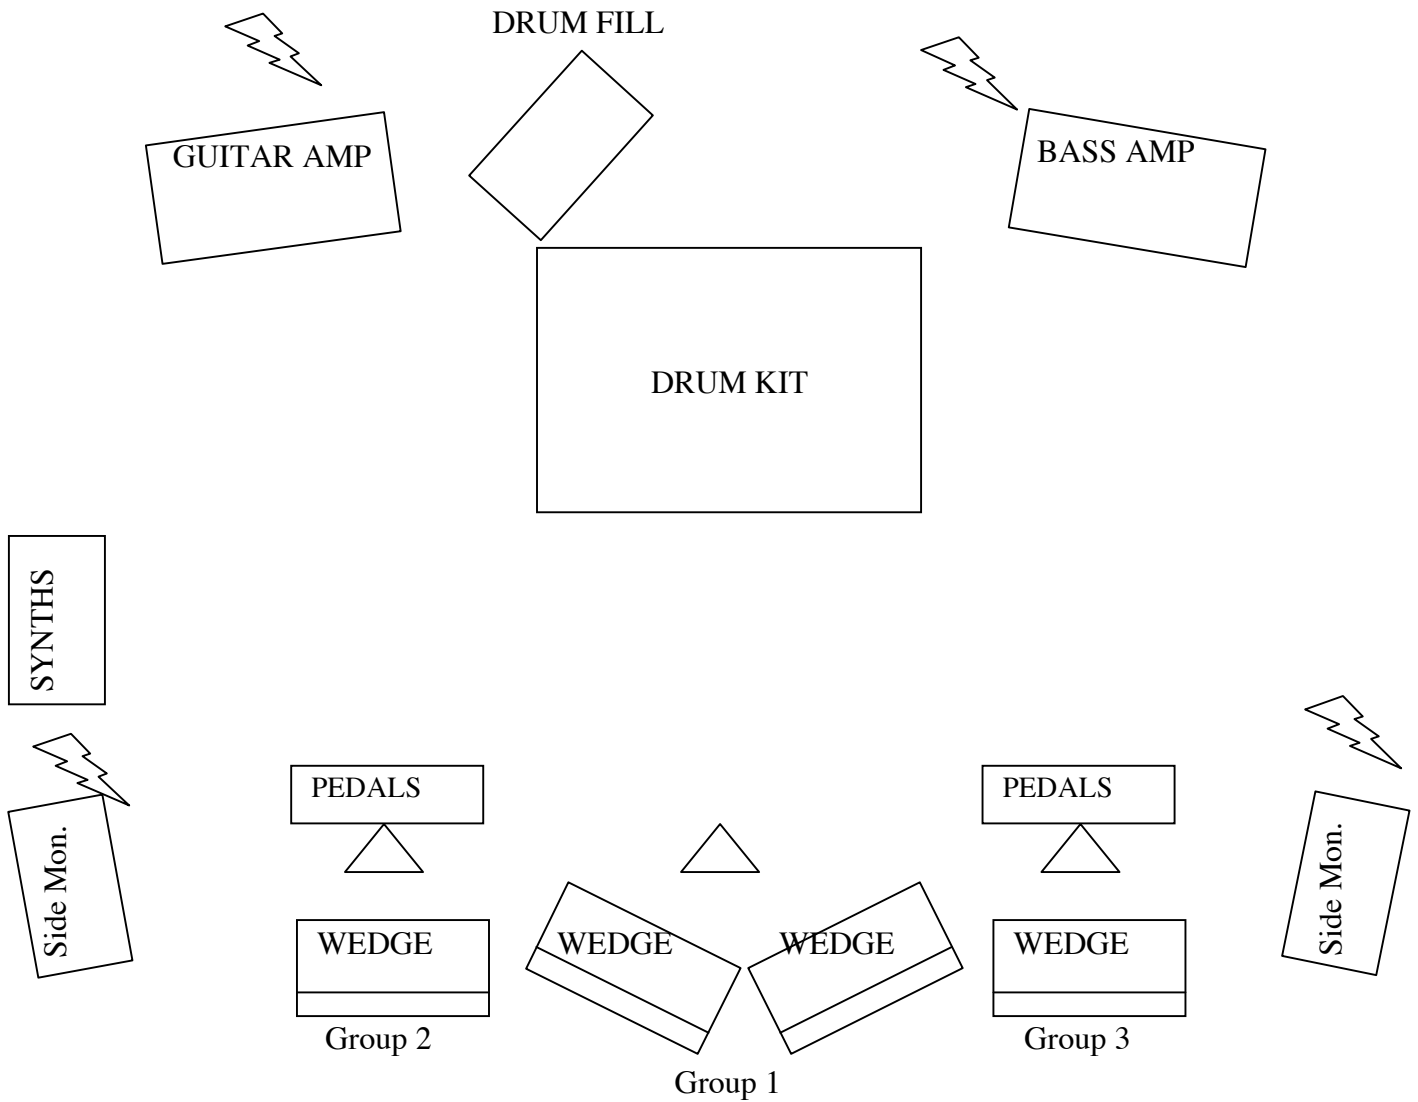 DRUM FILL
GUITAR AMP
BASS AMP
DRUM KIT
SYNTHS
PEDALS
PEDALS
Side Mon.
Side Mon.
WEDGE
WEDGE
WEDGE
WEDGE
Group 2
Group 3
Group 1